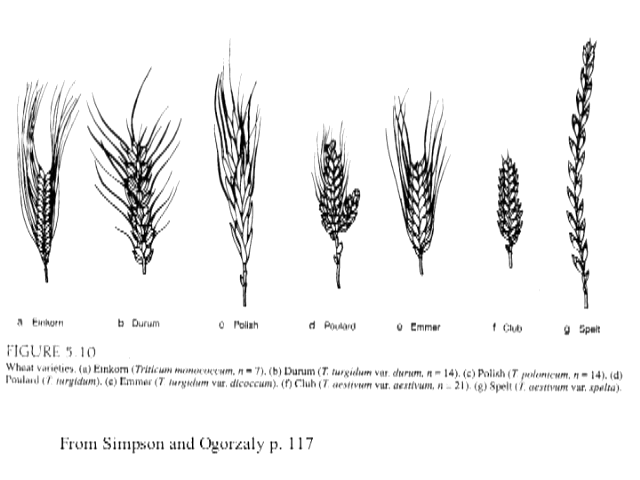 a Einkorn b Durum c Polish d Poulard e Emmer f Club g Spelt
FIGURE 5.10
Wheat varieties. (a) Einkorn (Triticum monococcum, n = 7). (b) Durum (T. turgidum var. durum, n = 14). (c) Polish (T. polonicum, n = 14). (d)
Poulard (T. turgidum). (e) Emmer (T. turgidum var. dicoccum). (f) Club (T. aestivum var. aestivum, n = 21). (g) Spelt (T. aestivum var. spelta).
From Simpson and Ogorzaly p. 117